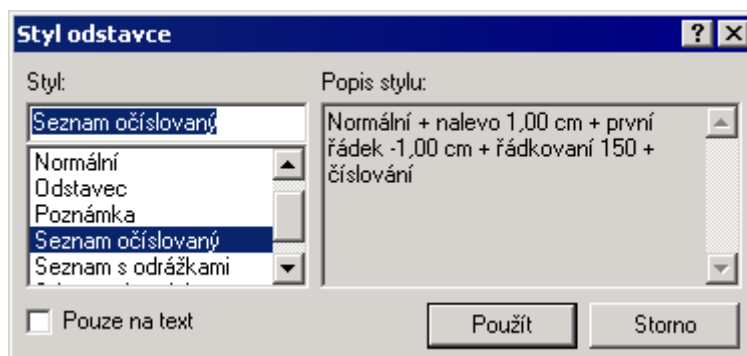 Styl odstavce
Styl:
Seznam očíslovaný
Normální
Odstavec
Poznámka
Seznam očíslovaný
Seznam s odrážkami
Pouze na text
Popis stylu:
Normální + nalevo 1,00 cm + první
řádek -1,00 cm + řádkovaní 150 +
číslování
Použít
Storno